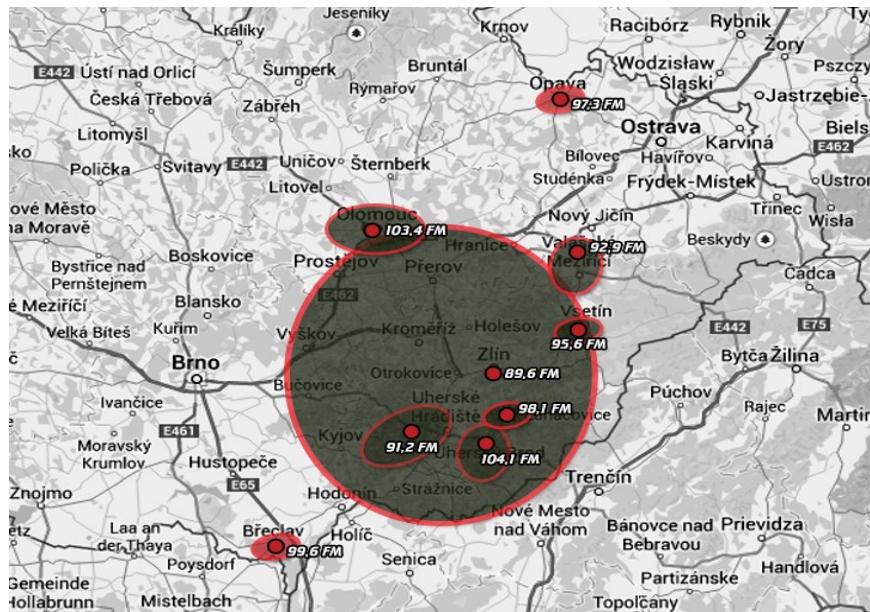 Králíky
Jeseníky
Krnov
Racibórz
Rybnik
Żory
Ty
E442
Ústí nad Orlicí
Šumperk
Bruntál
Wodzisław
Śląski
Pszcz
Česká Třebová
Rýmařov
Opava
97,3 FM
Jastrzębie-
Zábřeh
Litomyšl
Ostrava
Karviná
Biels
E462
sko
Polička
Svitavy
E442
Uničov
Šternberk
Bílovec
Havířov
Studénka
Frýdek-Místek
Ustron
Litovel
ové Město
na Moravě
Olomouc
103,4 FM
Nový Jičín
Třinec
Wisła
Hranice
Valašské
Meziříčí
92,9 FM
Beskydy
Boskovice
Prostějov
Přerov
Bystřice nad
Pernštejnem
Čadca
E462
Blansko
Vsetín
é Meziříčí
Velká Bíteš
Kuřim
Vyškov
Kroměříž
Holešov
95,6 FM
E442
E75
Brno
Zlín
Bytča
Žilina
Otrokovice
89,6 FM
Bučovice
Ivančice
Uherské
Hradiště
98,1 FM
Púchov
Rajec
Martin
E461
Moravský
Krumlov
Kyjov
91,2 FM
104,1 FM
Hustopeče
Trenčín
E65
Strážnice
Znojmo
Hodonín
Holíč
Nové Mesto
nad Váhom
etz
Laa an
der Thaya
Břeclav
99,6 FM
Bánovce nad
Bebravou
Prievidza
Poysdorf
Senica
Handlová
Gemeinde
Hollabrunn
Mistelbach
Partizánske
Topoľčany